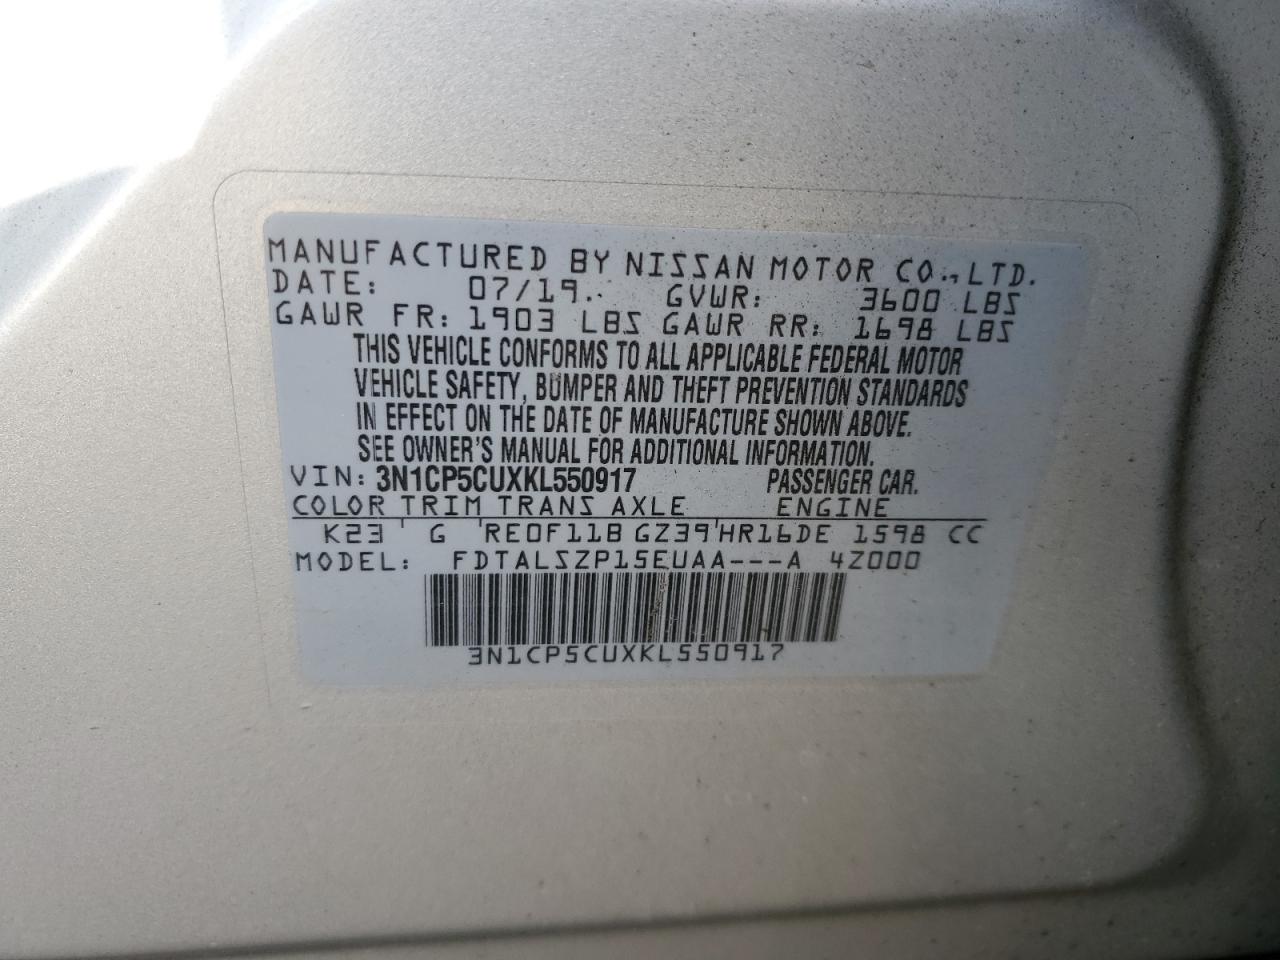 MANUFACTURED BY NISSAN MOTOR CO., LTD.
DATE: 07/19. GVWR: 3600 LBS
GAWR FR: 1903 LBS GAWR RR: 1698 LBS
THIS VEHICLE CONFORMS TO ALL APPLICABLE FEDERAL MOTOR
VEHICLE SAFETY, BUMPER AND THEFT PREVENTION STANDARDS
IN EFFECT ON THE DATE OF MANUFACTURE SHOWN ABOVE.
SEE OWNER'S MANUAL FOR ADDITIONAL INFORMATION.
VIN: 3N1CP5CUXKL550917 PASSENGER CAR.
COLOR TRIM TRANS AXLE ENGINE
K23 G RE0F11B GZ39 HR16DE 1598 CC
MODEL: FDTALSZP15EUAA---A 4Z000
3N1CP5CUXKL550917